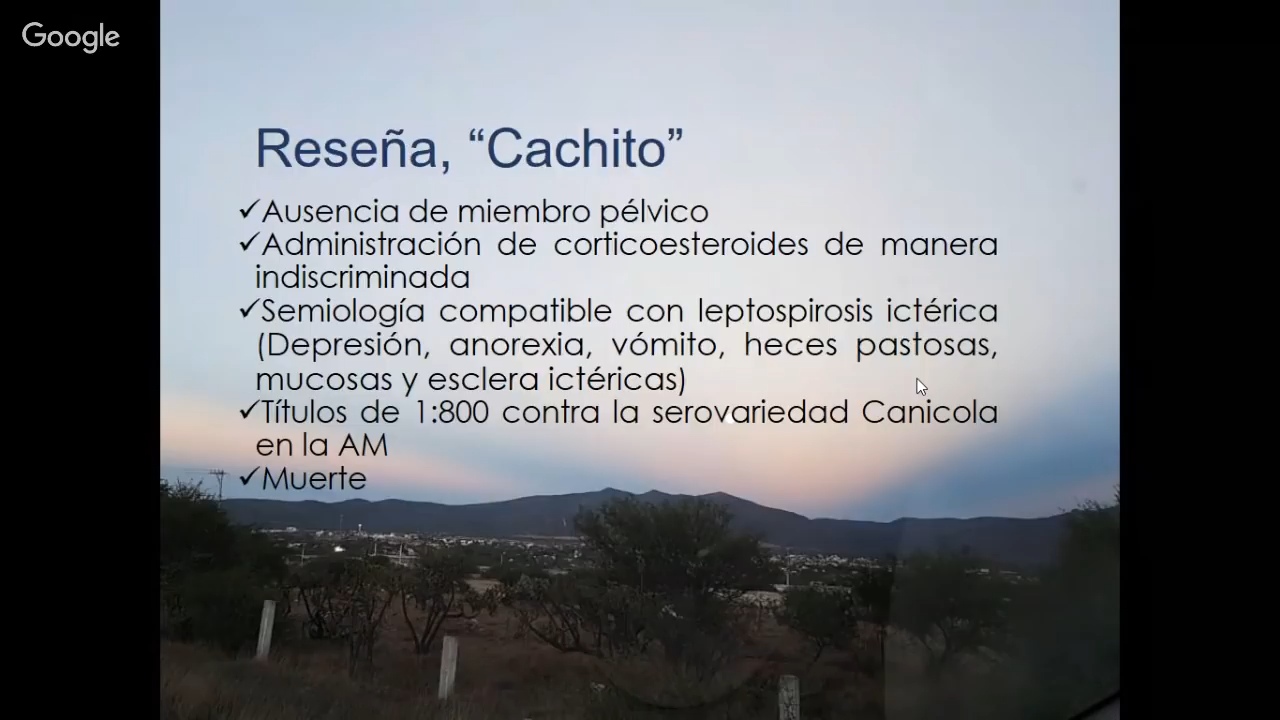 Google
Reseña, “Cachito”
✓Ausencia de miembro pélvico
✓Administración de corticoesteroides de manera
indiscriminada
✓Semiología compatible con leptospirosis ictérica
(Depresión, anorexia, vómito, heces pastosas,
mucosas y esclera ictéricas)
✓Títulos de 1:800 contra la serovariedad Canicola
en la AM
✓Muerte